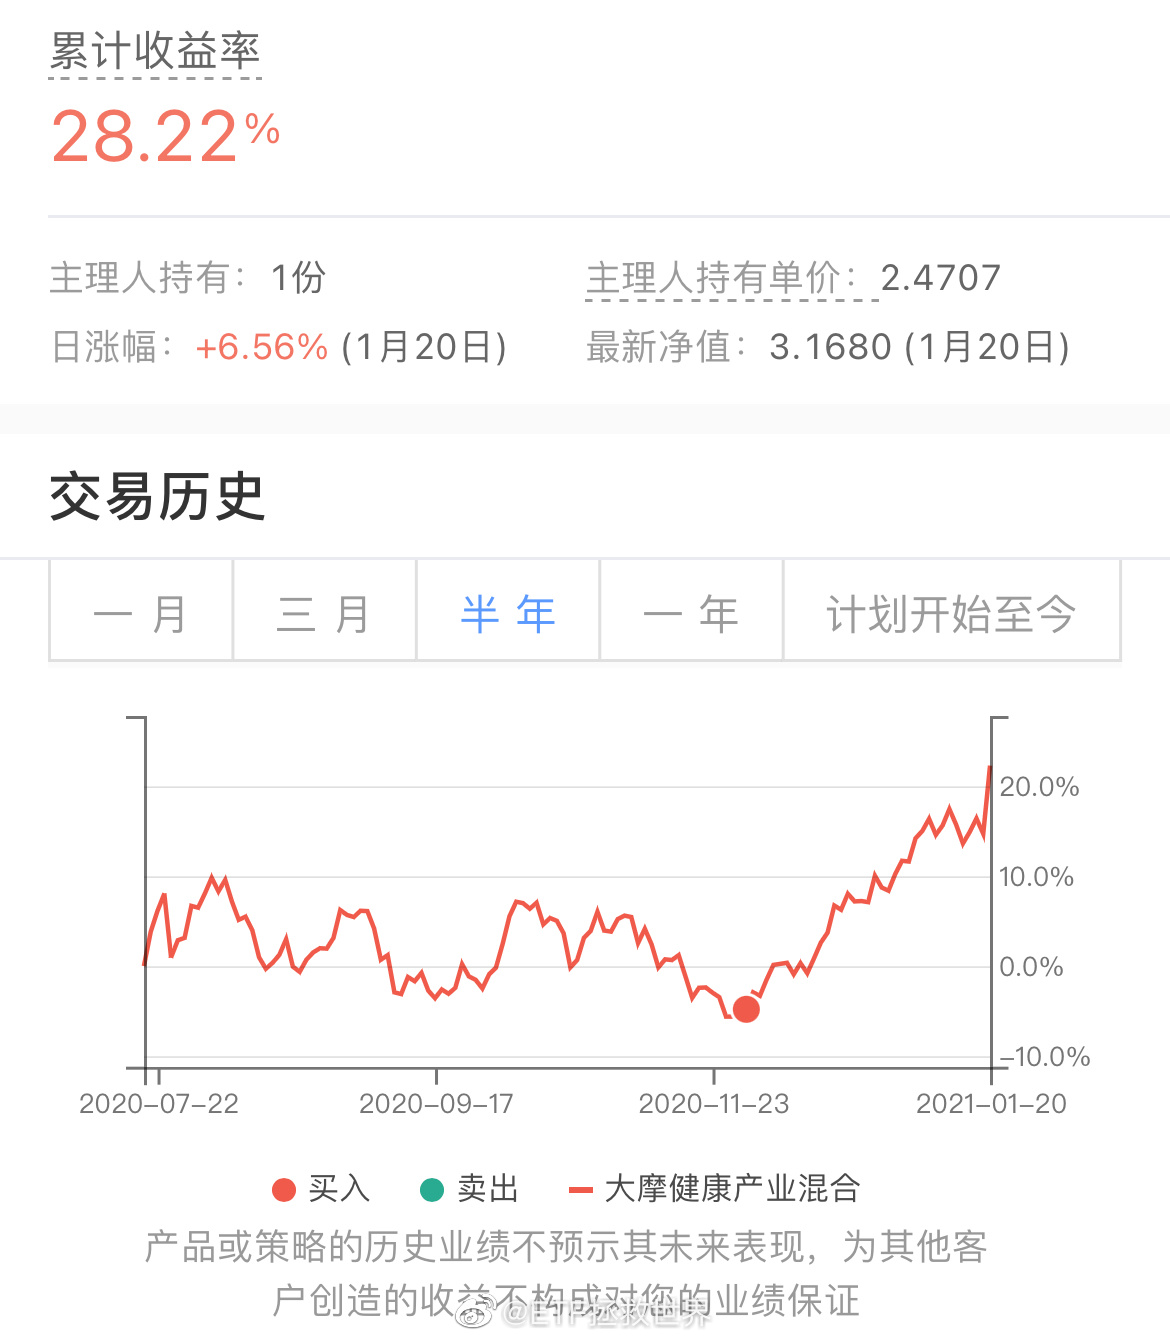 累计收益率
28.22%
主理人持有： 1份 主理人持有单价：2.4707
日涨幅： +6.56% (1月20日) 最新净值： 3.1680 (1月20日)
交易历史
一月 三月 半年 一年 计划开始至今
20.0%
10.0%
0.0%
-10.0%
2020-07-22 2020-09-17 2020-11-23 2021-01-20
买入 卖出 大摩健康产业混合
产品或策略的历史业绩不预示其未来表现，为其他客
户创造的收益不构成对您的业绩保证
@ETF拯救世界